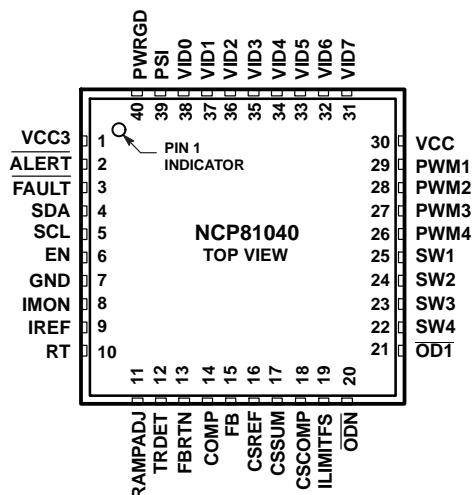 PWRGD
PSI
VID0
VID1
VID2
VID3
VID4
VID5
VID6
VID7
40
39
38
37
36
35
34
33
32
31
VCC3 1
ALERT 2
FAULT 3
SDA 4
SCL 5
EN 6
GND 7
IMON 8
IREF 9
RT 10
PIN 1
INDICATOR
NCP81040
TOP VIEW
30 VCC
29 PWM1
28 PWM2
27 PWM3
26 PWM4
25 SW1
24 SW2
23 SW3
22 SW4
21 OD1
11
12
13
14
15
16
17
18
19
20
RAMPADJ
TRDET
FBRTN
COMP
FB
CSREF
CSSUM
CSCOMP
ILIMITFS
ODN